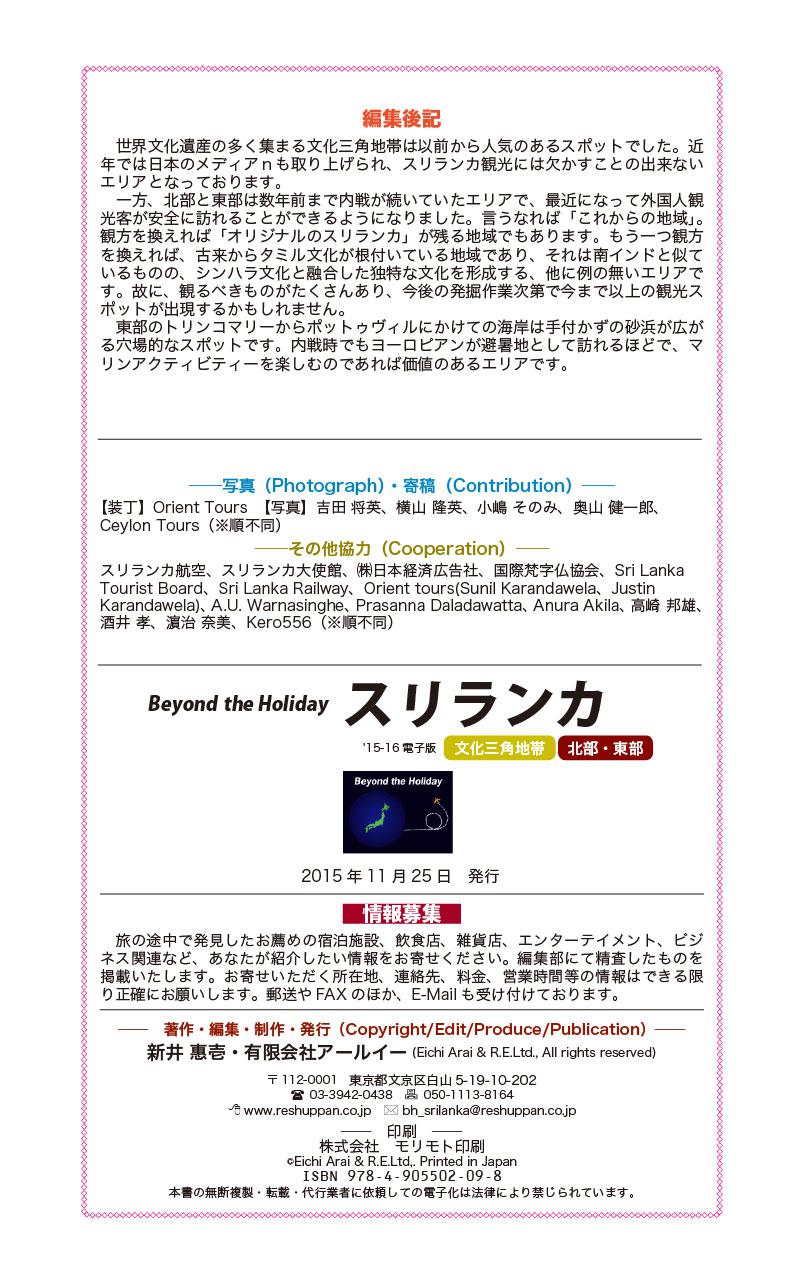 編集後記
　世界文化遺産の多く集まる文化三角地帯は以前から人気のあるスポットでした。近
年では日本のメディアｎも取り上げられ、スリランカ観光には欠かすことの出来ない
エリアとなっております。
　一方、北部と東部は数年前まで内戦が続いていたエリアで、最近になって外国人観
光客が安全に訪れることができるようになりました。言うなれば「これからの地域」。
観方を換えれば「オリジナルのスリランカ」が残る地域でもあります。もう一つ観方
を換えれば、古来からタミル文化が根付いている地域であり、それは南インドと似て
いるものの、シンハラ文化と融合した独特な文化を形成する、他に例の無いエリアで
す。故に、観るべきものがたくさんあり、今後の発掘作業次第で今まで以上の観光ス
ポットが出現するかもしれません。
　東部のトリンコマリーからポットゥヴィルにかけての海岸は手付かずの砂浜が広が
る穴場的なスポットです。内戦時でもヨーロピアンが避暑地として訪れるほどで、マ
リンアクティビティーを楽しむのであれば価値のあるエリアです。
――写真（Photograph）・寄稿（Contribution）――
【装丁】Orient Tours 【写真】吉田 将英、横山 隆英、小嶋 そのみ、奥山 健一郎、
Ceylon Tours（※順不同）
――その他協力（Cooperation）――
スリランカ航空、スリランカ大使館、㈱日本経済広告社、国際梵字仏協会、Sri Lanka
Tourist Board、Sri Lanka Railway、Orient tours(Sunil Karandawela、Justin
Karandawela)、A.U. Warnasinghe、Prasanna Daladawatta、Anura Akila、高崎 邦雄、
酒井 孝、濵治 奈美、Kero556（※順不同）
Beyond the Holiday スリランカ
'15-16 電子版 文化三角地帯 北部・東部
Beyond the Holiday
2015 年 11 月 25 日　発行
情報募集
　旅の途中で発見したお薦めの宿泊施設、飲食店、雑貨店、エンターテイメント、ビジ
ネス関連など、あなたが紹介したい情報をお寄せください。編集部にて精査したものを
掲載いたします。お寄せいただく所在地、連絡先、料金、営業時間等の情報はできる限
り正確にお願いします。郵送や FAX のほか、E-Mail も受け付けております。
――　著作・編集・制作・発行（Copyright/Edit/Produce/Publication）――
新井 惠壱・有限会社アールイー (Eichi Arai & R.E.Ltd., All rights reserved)
〒 112-0001　東京都文京区白山 5-19-10-202
☎ 03-3942-0438 050-1113-8164
www.reshuppan.co.jp bh_srilanka@reshuppan.co.jp
――　印刷　――
株式会社　モリモト印刷
©Eichi Arai & R.E.Ltd,. Printed in Japan
ISBN 978-4-905502-09-8
本書の無断複製・転載・代行業者に依頼しての電子化は法律により禁じられています。